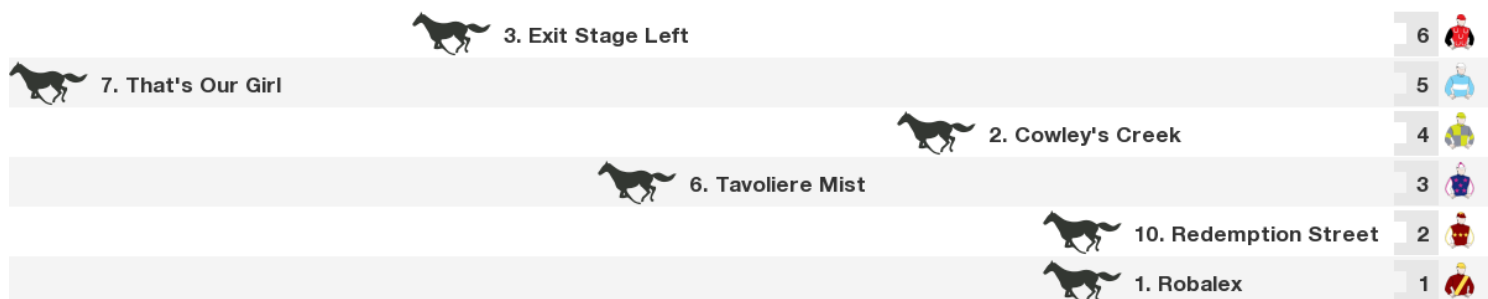 3. Exit Stage Left 6
7. That's Our Girl 5
2. Cowley's Creek 4
6. Tavoliere Mist 3
10. Redemption Street 2
1. Robalex 1